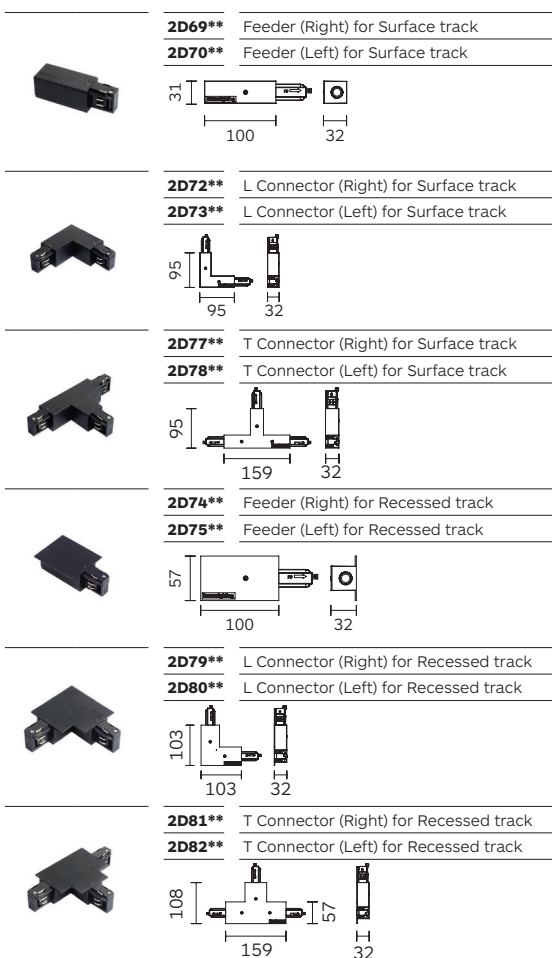 2D69** Feeder (Right) for Surface track
2D70** Feeder (Left) for Surface track
31
100 32
2D72** L Connector (Right) for Surface track
2D73** L Connector (Left) for Surface track
95
95 32
2D77** T Connector (Right) for Surface track
2D78** T Connector (Left) for Surface track
95
159 32
2D74** Feeder (Right) for Recessed track
2D75** Feeder (Left) for Recessed track
57
100 32
2D79** L Connector (Right) for Recessed track
2D80** L Connector (Left) for Recessed track
103
103 32
2D81** T Connector (Right) for Recessed track
2D82** T Connector (Left) for Recessed track
108 57
159 32